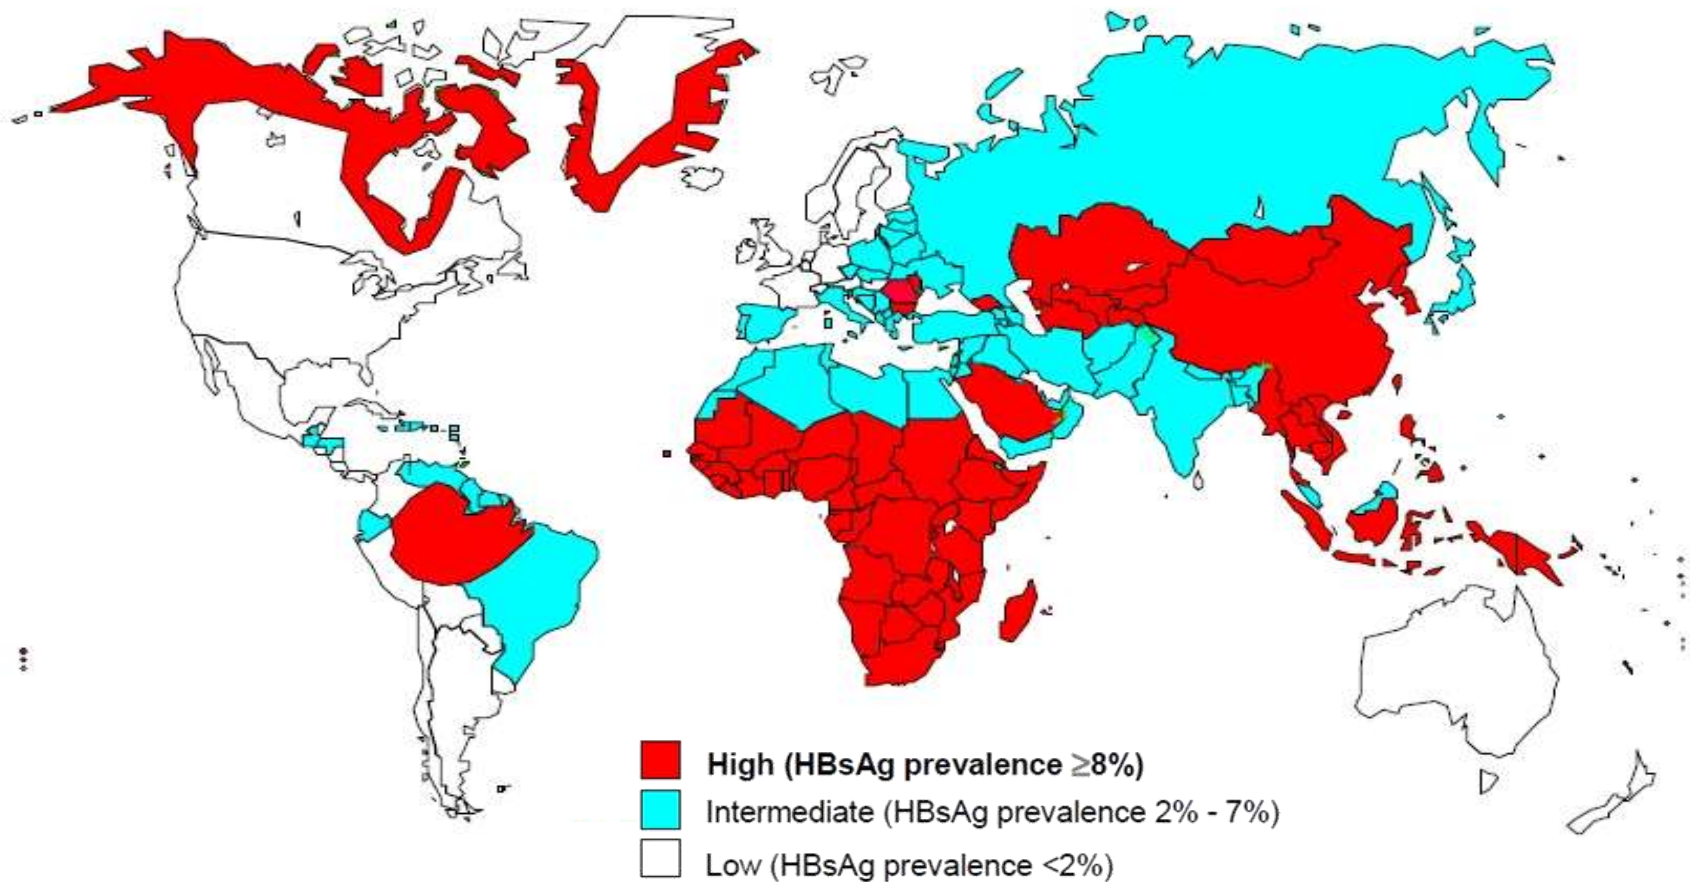 High (HBsAg prevalence ≥8%)
Intermediate (HBsAg prevalence 2% - 7%)
Low (HBsAg prevalence <2%)